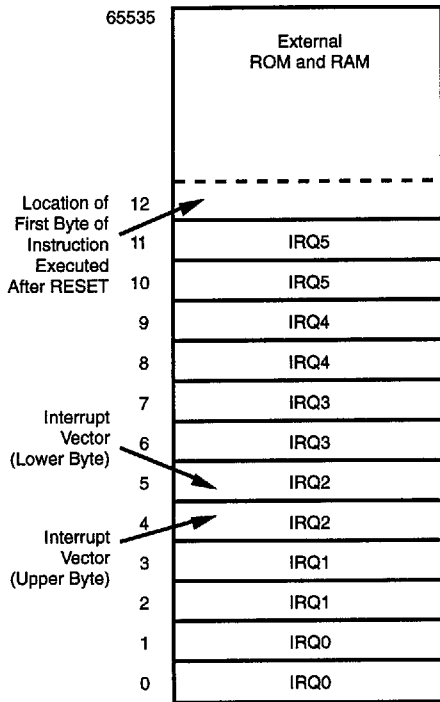 65535
External
ROM and RAM
Location of
First Byte of
Instruction
Executed
After RESET
12
11 IRQ5
10 IRQ5
9 IRQ4
8 IRQ4
7 IRQ3
Interrupt
Vector
(Lower Byte)
6 IRQ3
5 IRQ2
4 IRQ2
Interrupt
Vector
(Upper Byte)
3 IRQ1
2 IRQ1
1 IRQ0
0 IRQ0